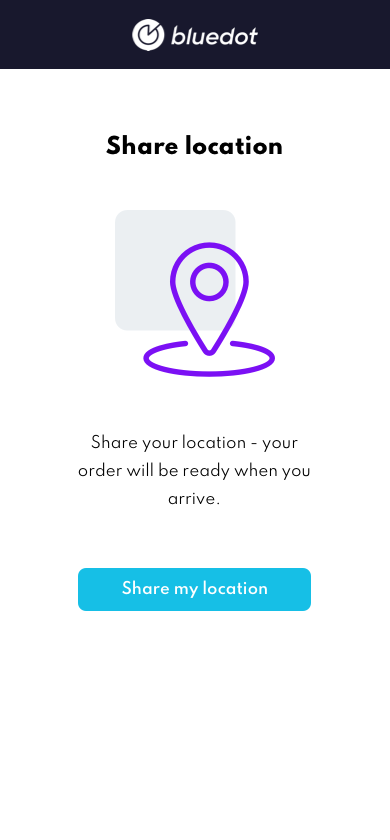 bluedot
Share location
Share your location - your
order will be ready when you
arrive.
Share my location